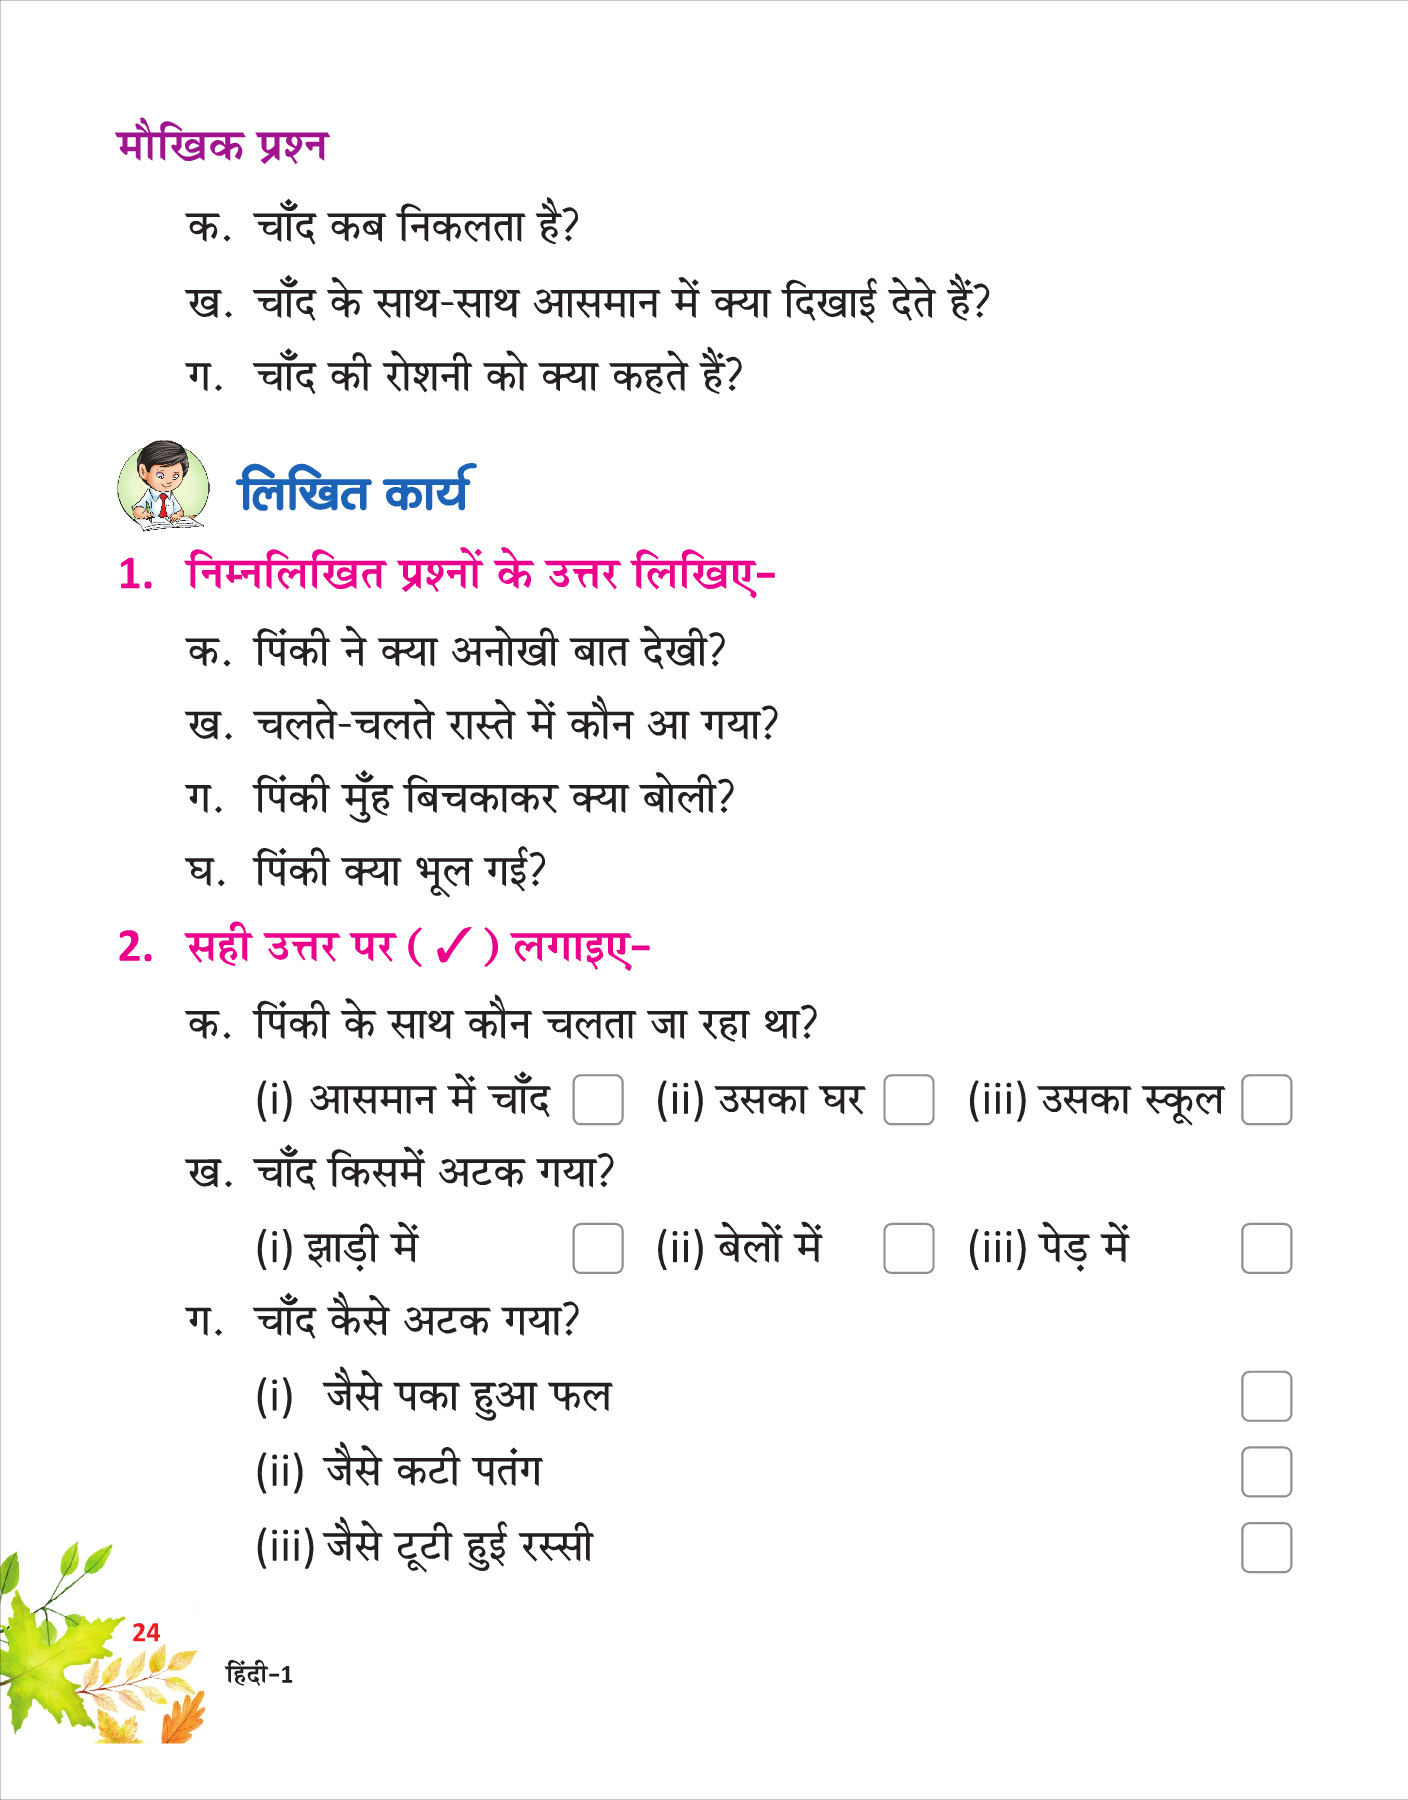 मौखिक प्रश्न
क. चाँद कब निकलता है?
ख. चाँद के साथ-साथ आसमान में क्या दिखाई देते हैं?
ग. चाँद की रोशनी को क्या कहते हैं?
लिखित कार्य
1. निम्नलिखित प्रश्नों के उत्तर लिखिए-
क. पिंकी ने क्या अनोखी बात देखी?
ख. चलते-चलते रास्ते में कौन आ गया?
ग. पिंकी मुँह बिचकाकर क्या बोली?
घ. पिंकी क्या भूल गई?
2. सही उत्तर पर ( ✓ ) लगाइए-
क. पिंकी के साथ कौन चलता जा रहा था?
(i) आसमान में चाँद (ii) उसका घर (iii) उसका स्कूल
ख. चाँद किसमें अटक गया?
(i) झाड़ी में (ii) बेलों में (iii) पेड़ में
ग. चाँद कैसे अटक गया?
(i) जैसे पका हुआ फल
(ii) जैसे कटी पतंग
(iii) जैसे टूटी हुई रस्सी
24
हिंदी-1